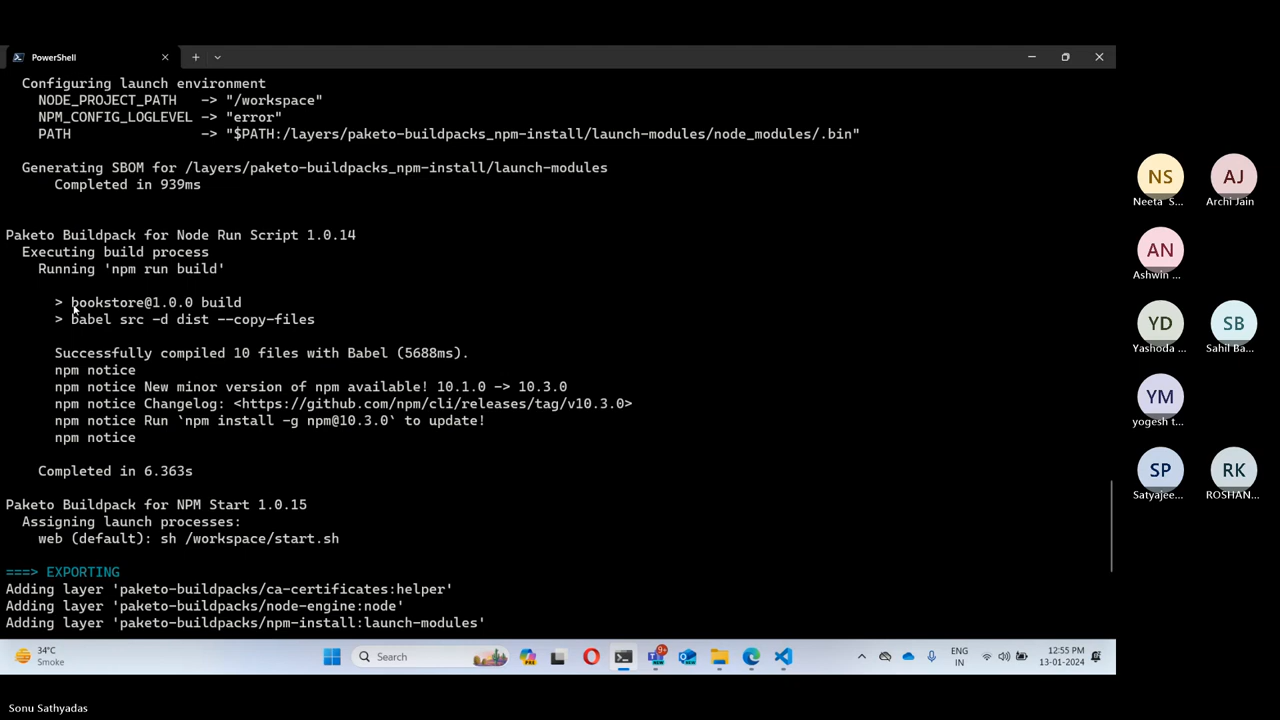 PowerShell
Configuring launch environment
NODE_PROJECT_PATH -> "/workspace"
NPM_CONFIG_LOGLEVEL -> "error"
PATH -> "$PATH:/layers/paketo-buildpacks_npm-install/launch-modules/node_modules/.bin"
Generating SBOM for /layers/paketo-buildpacks_npm-install/launch-modules
Completed in 939ms
Paketo Buildpack for Node Run Script 1.0.14
Executing build process
Running 'npm run build'
> bookstore@1.0.0 build
> babel src -d dist --copy-files
Successfully compiled 10 files with Babel (5688ms).
npm notice
npm notice New minor version of npm available! 10.1.0 -> 10.3.0
npm notice Changelog: <https://github.com/npm/cli/releases/tag/v10.3.0>
npm notice Run `npm install -g npm@10.3.0` to update!
npm notice
Completed in 6.363s
Paketo Buildpack for NPM Start 1.0.15
Assigning launch processes:
web (default): sh /workspace/start.sh
===> EXPORTING
Adding layer 'paketo-buildpacks/ca-certificates:helper'
Adding layer 'paketo-buildpacks/node-engine:node'
Adding layer 'paketo-buildpacks/npm-install:launch-modules'
NS
Neeta S...
AJ
Archi Jain
AN
Ashwin ...
YD
Yashoda ...
SB
Sahil Ba...
YM
yogesh t...
SP
Satyajee...
RK
ROSHAN...
34°C
Smoke
Search
9+
ENG
IN
12:55 PM
13-01-2024
Sonu Sathyadas